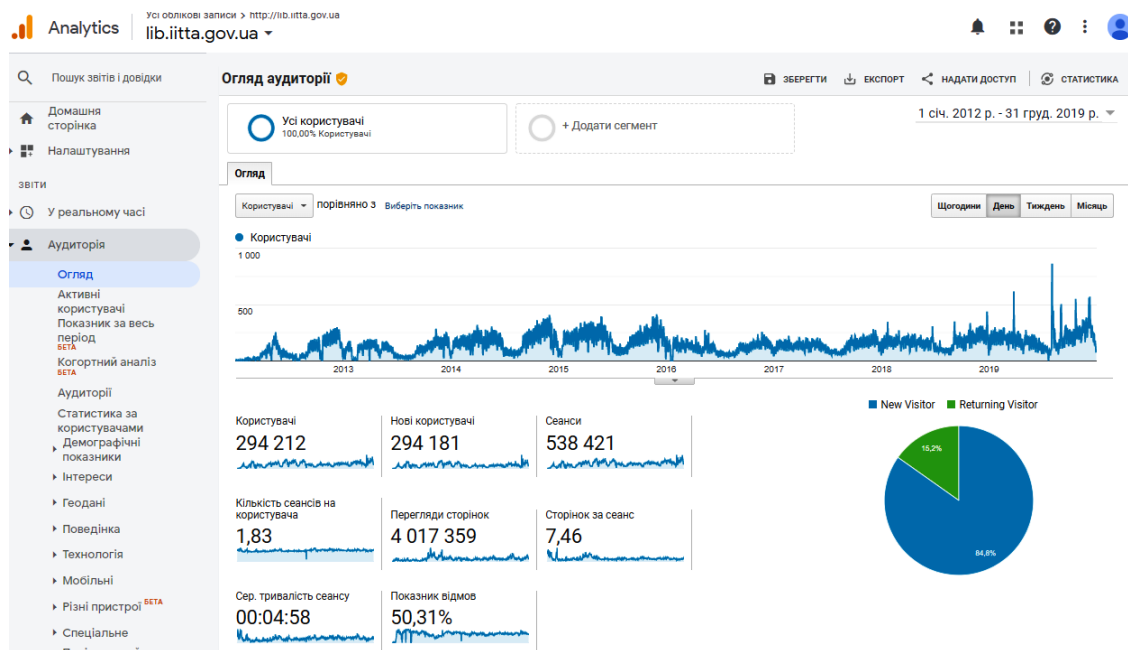 Analytics
Усі облікові записи > http://lib.iitta.gov.ua
lib.iitta.gov.ua
Пошук звітів і довідки
Домашня
сторінка
Налаштування
ЗВІТИ
У реальному часі
Аудиторія
Огляд
Активні
користувачі
Показник за весь
період
БЕТА
Когортний аналіз
БЕТА
Аудиторії
Статистика за
користувачами
Демографічні
показники
Інтереси
Геодані
Поведінка
Технологія
Мобільні
Різні пристрої БЕТА
Спеціальне
Огляд аудиторії
ЗБЕРЕГТИ
ЕКСПОРТ
НАДАТИ ДОСТУП
СТАТИСТИКА
Усі користувачі
100,00% Користувачі
+ Додати сегмент
1 січ. 2012 р. - 31 груд. 2019 р.
Огляд
Користувачі порівняно з Виберіть показник
Щогодини День Тиждень Місяць
Користувачі
1 000
500
2013 2014 2015 2016 2017 2018 2019
New Visitor Returning Visitor
15,2%
84,8%
Користувачі
294 212
Нові користувачі
294 181
Сеанси
538 421
Кількість сеансів на
користувача
1,83
Перегляди сторінок
4 017 359
Сторінок за сеанс
7,46
Сер. тривалість сеансу
00:04:58
Показник відмов
50,31%